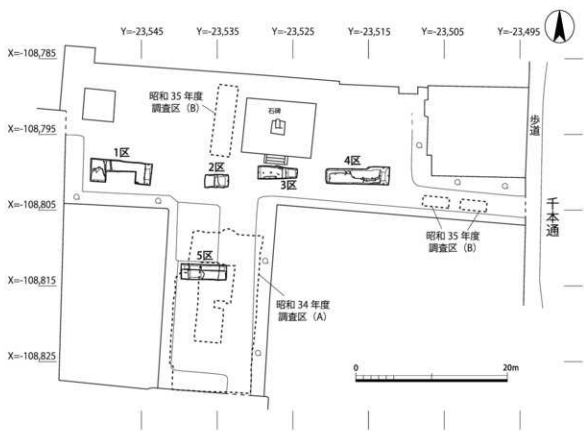 Y=-23,545
Y=-23,535
Y=-23,525
Y=-23,515
Y=-23,505
Y=-23,495
X=-108,785
昭和 35 年度
調査区（B）
石碑
X=-108,795
歩道
1区
2区
3区
4区
千本通
X=-108,805
昭和 35 年度
調査区（B）
5区
X=-108,815
昭和 34 年度
調査区（A）
X=-108,825
0
20m